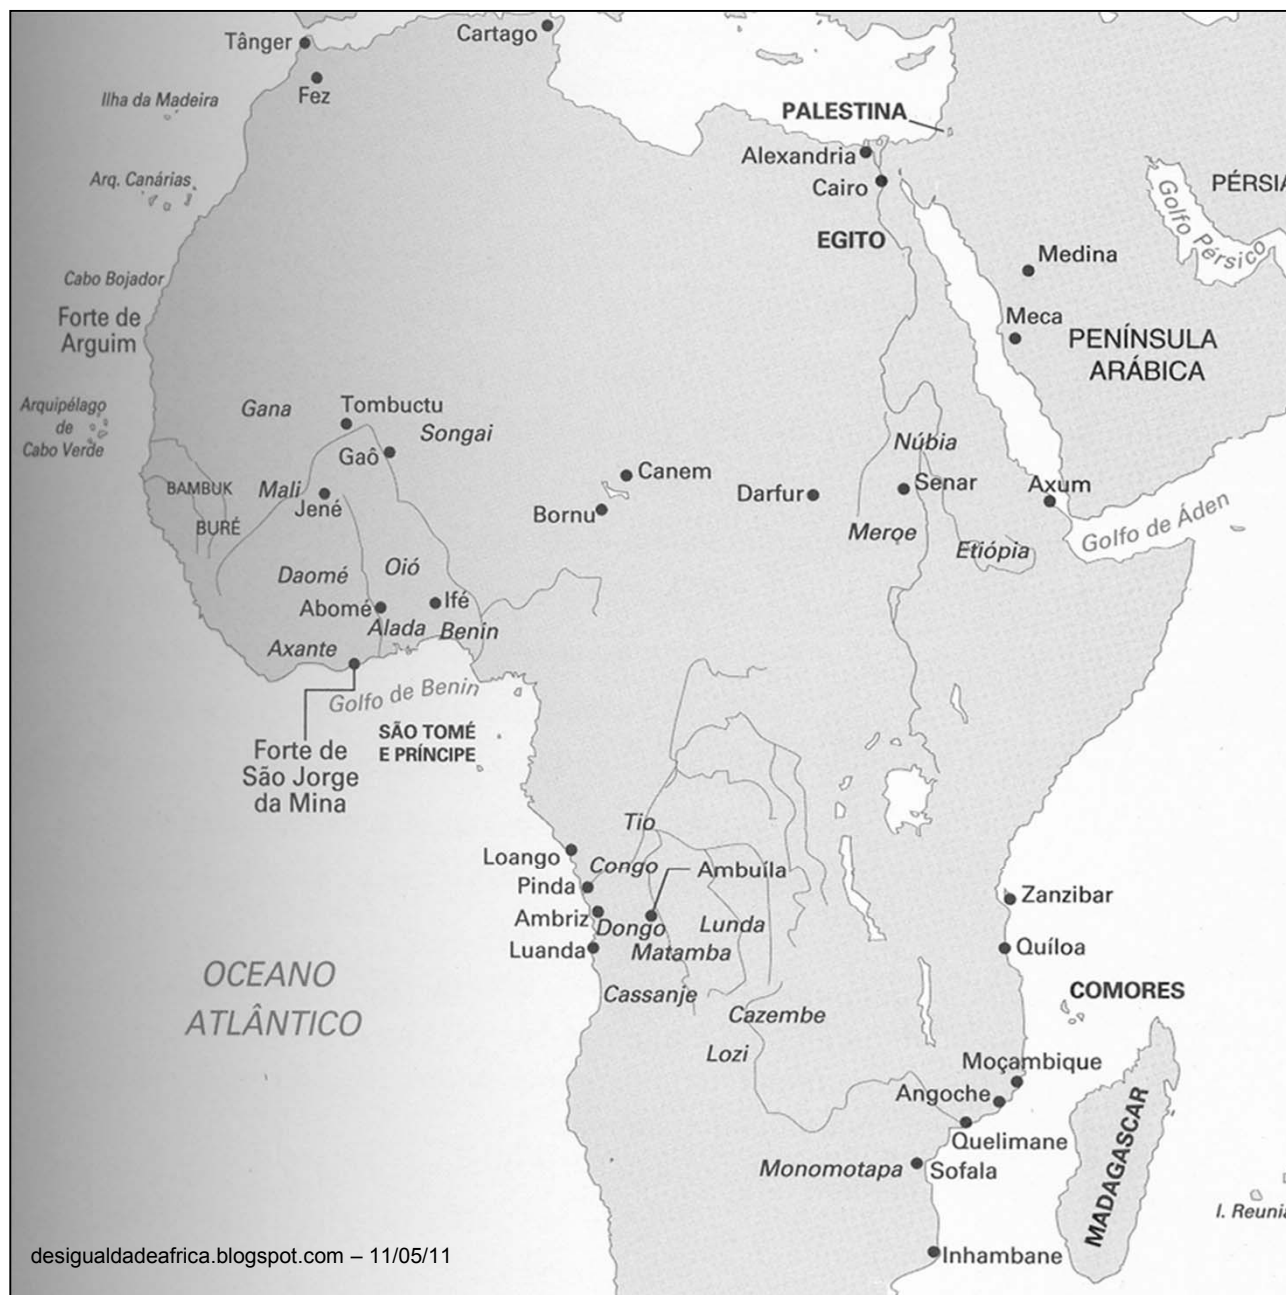 Tânger
Cartago
Fez
Ilha da Madeira
PALESTINA
Alexandria
Arq. Canárias
Cairo
PÉRSIA
Golfo Pérsico
EGITO
Medina
Cabo Bojador
Forte de
Arguim
Meca
PENÍNSULA
ARÁBICA
Arquipélago
de
Cabo Verde
Gana
Tombuctu
Songai
Núbia
Gaô
Canem
BAMBUK
Mali
Jené
Darfur
Senar
Axum
BURÉ
Bornu
Meroe
Etiópia
Golfo de Áden
Daomé
Oió
Abomé
Ifé
Alada
Benin
Axante
Golfo de Benin
SÃO TOMÉ
E PRÍNCIPE
Forte de
São Jorge
da Mina
Tio
Loango
Congo
Ambuíla
Pinda
Zanzibar
Ambriz
Dongo
Lunda
Luanda
Matamba
Quíloa
OCEANO
ATLÂNTICO
Cassanje
COMORES
Cazembe
Lozi
Moçambique
Angoche
MADAGASCAR
Quelimane
Monomotapa
Sofala
I. Reuniã
desigualdadeafrica.blogspot.com – 11/05/11
Inhambane